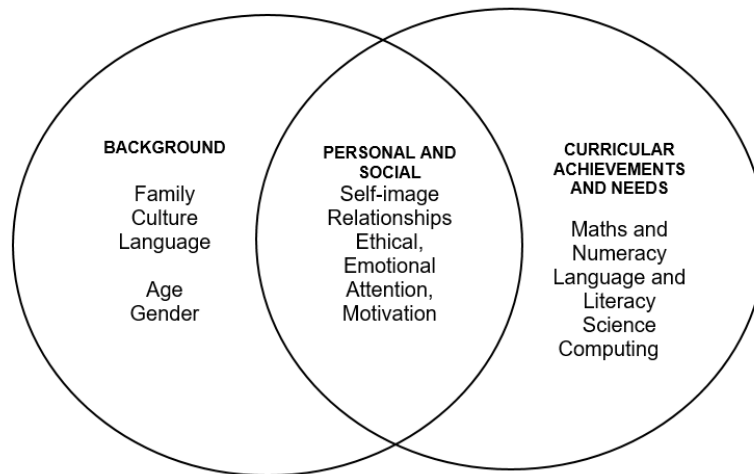 BACKGROUND
Family
Culture
Language
Age
Gender
PERSONAL AND
SOCIAL
Self-image
Relationships
Ethical,
Emotional
Attention,
Motivation
CURRICULAR
ACHIEVEMENTS
AND NEEDS
Maths and
Numeracy
Language and
Literacy
Science
Computing